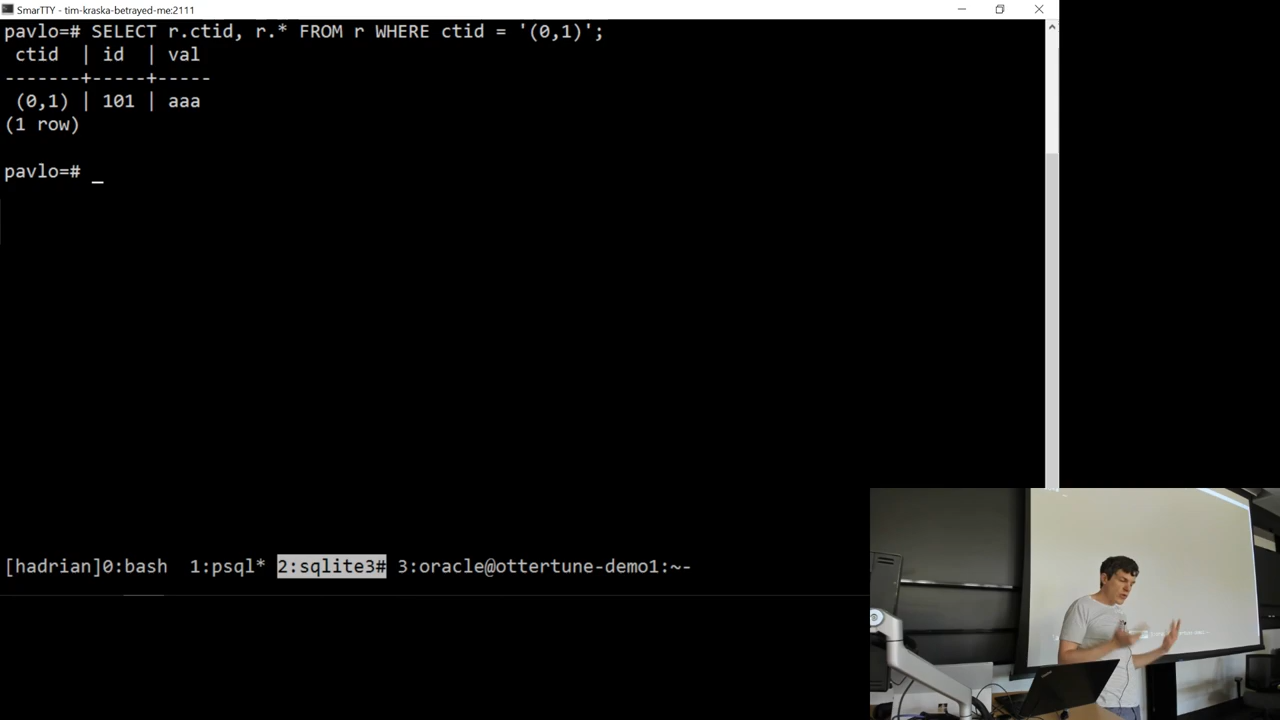 SmarTTY - tim-kraska-betrayed-me:2111
pavlo=# SELECT r.ctid, r.* FROM r WHERE ctid = '(0,1)';
ctid | id | val
-------+-----+-----
(0,1) | 101 | aaa
(1 row)
pavlo=# _
[hadrian]0:bash 1:psql* 2:sqlite3# 3:oracle@ottertune-demo1:~-